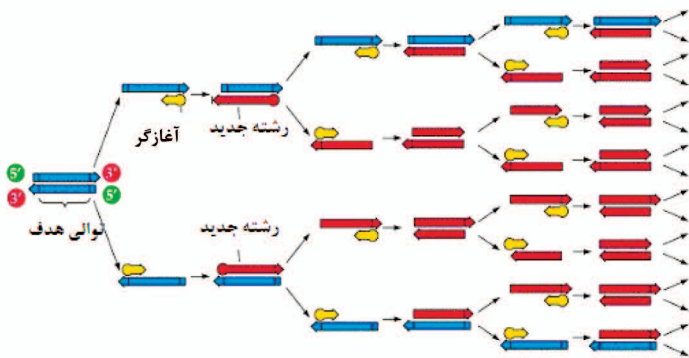 آغازگر
رشته جدید
5′ 3′
3′ 5′
توالی هدف
رشته جدید